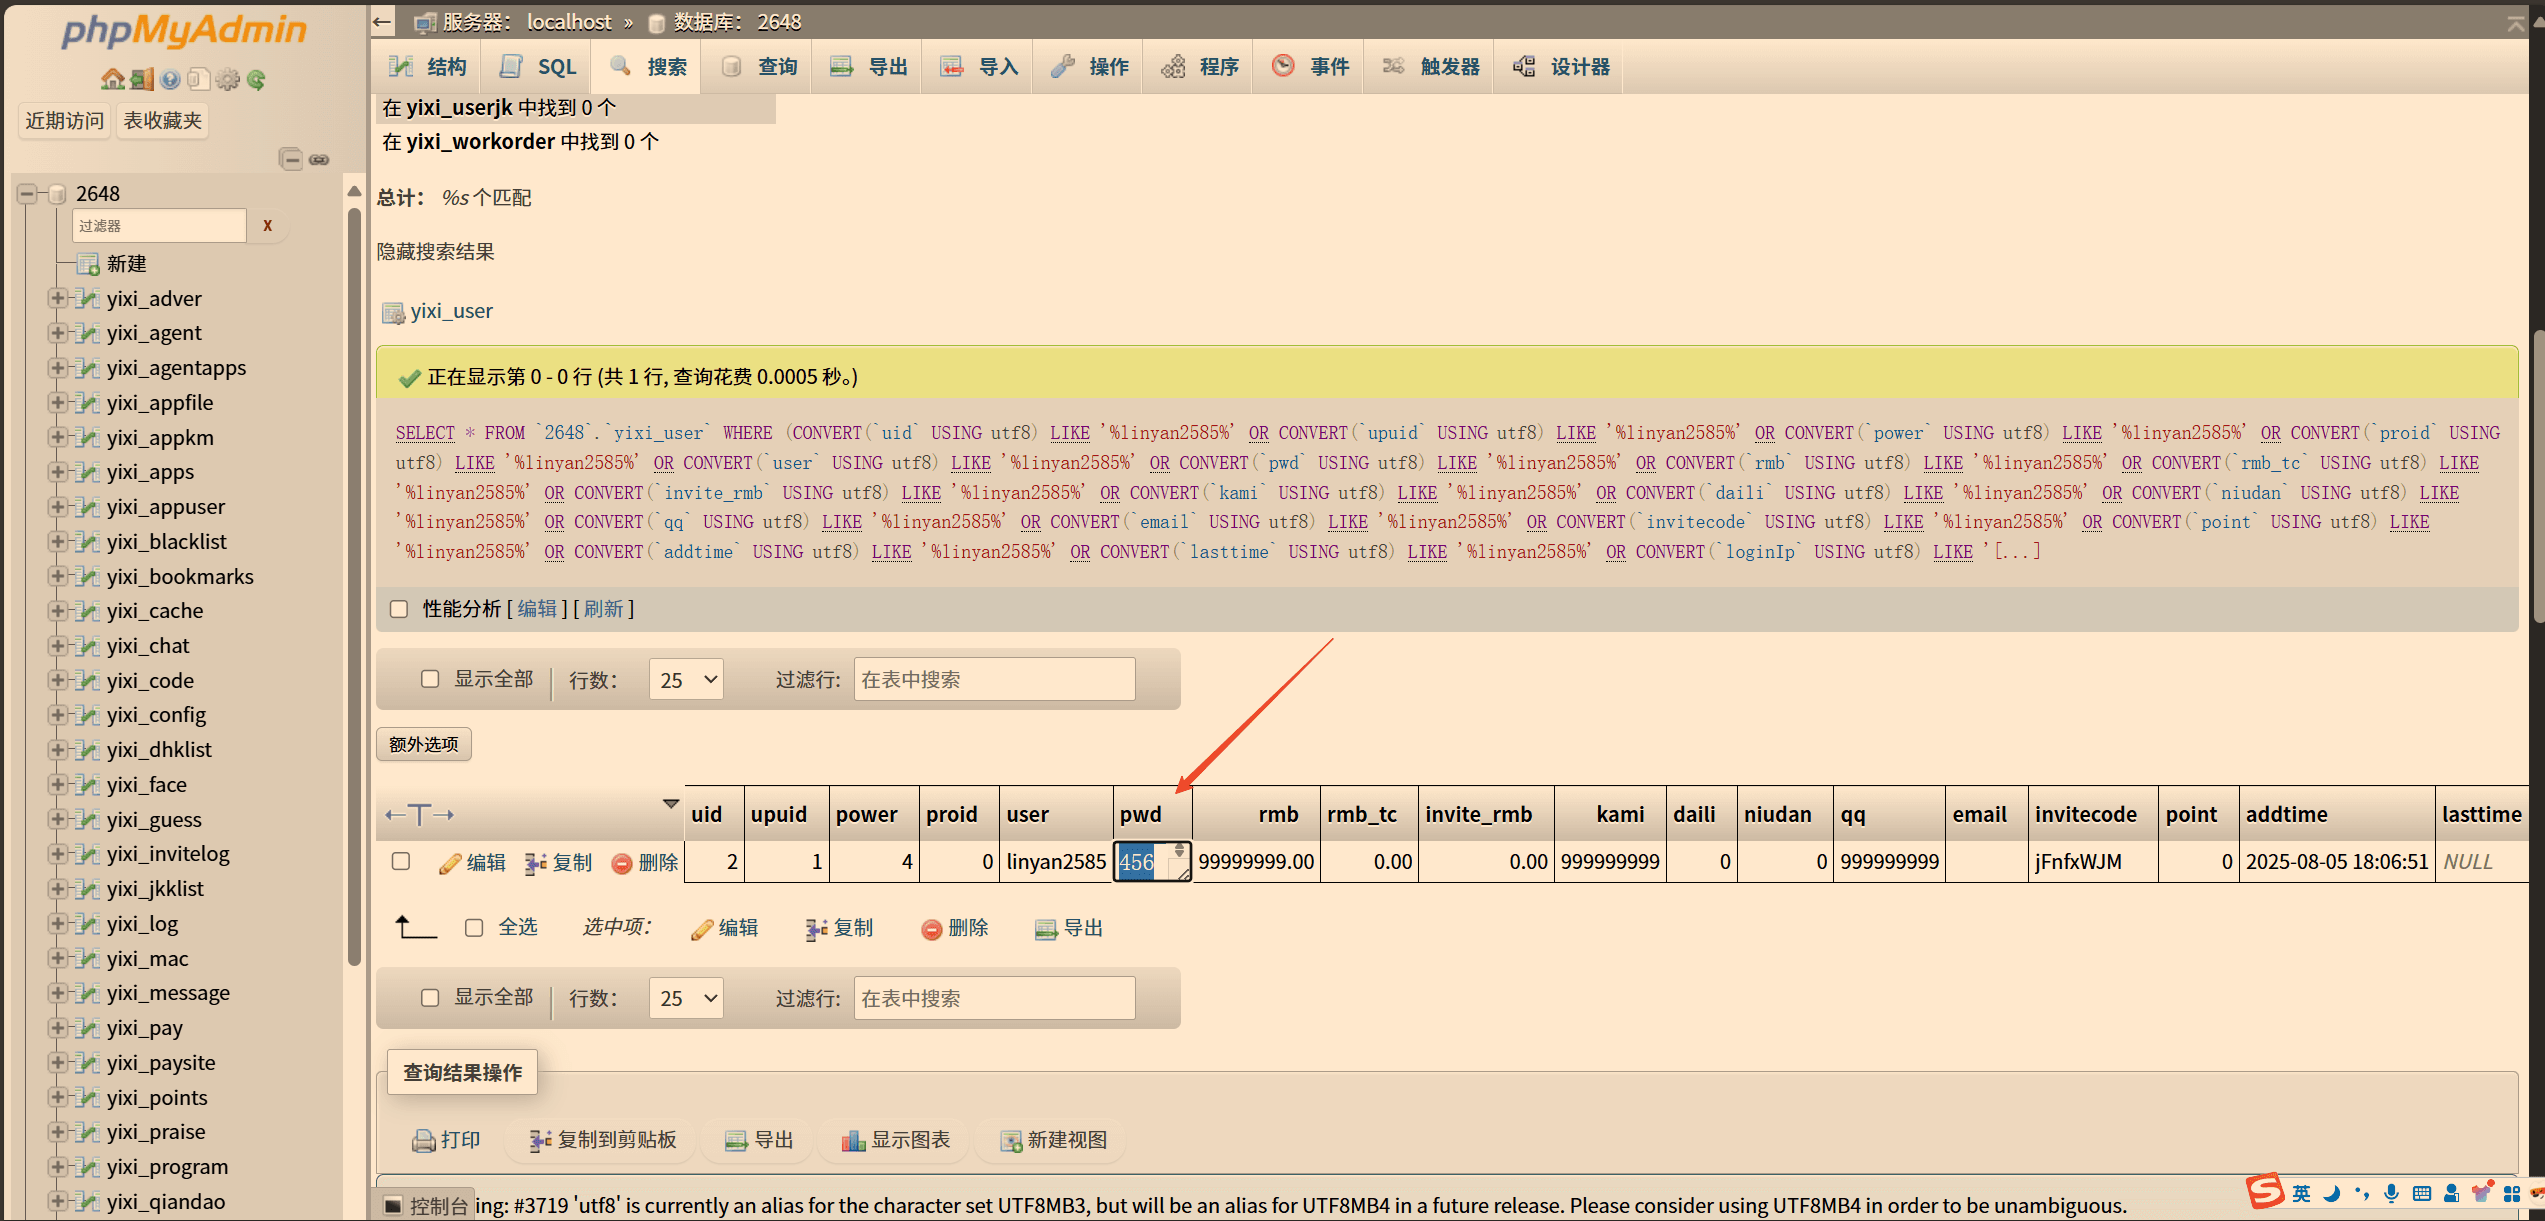 phpMyAdmin
近期访问 表收藏夹
2648
过滤器 X
新建
yixi_adver
yixi_agent
yixi_agentapps
yixi_appfile
yixi_appkm
yixi_apps
yixi_appuser
yixi_blacklist
yixi_bookmarks
yixi_cache
yixi_chat
yixi_code
yixi_config
yixi_dhklist
yixi_face
yixi_guess
yixi_invitelog
yixi_jkklist
yixi_log
yixi_mac
yixi_message
yixi_pay
yixi_paysite
yixi_points
yixi_praise
yixi_program
yixi_qiandao
服务器： localhost » 数据库： 2648
结构 SQL 搜索 查询 导出 导入 操作 程序 事件 触发器 设计器
在 yixi_userjk 中找到 0 个
在 yixi_workorder 中找到 0 个
总计： %s 个匹配
隐藏搜索结果
yixi_user
正在显示第 0 - 0 行 (共 1 行, 查询花费 0.0005 秒。)
SELECT * FROM `2648`.`yixi_user` WHERE (CONVERT(`uid` USING utf8) LIKE '%linyan2585%' OR CONVERT(`upuid` USING utf8) LIKE '%linyan2585%' OR CONVERT(`power` USING utf8) LIKE '%linyan2585%' OR CONVERT(`proid` USING
utf8) LIKE '%linyan2585%' OR CONVERT(`user` USING utf8) LIKE '%linyan2585%' OR CONVERT(`pwd` USING utf8) LIKE '%linyan2585%' OR CONVERT(`rmb` USING utf8) LIKE '%linyan2585%' OR CONVERT(`rmb_tc` USING utf8) LIKE
'%linyan2585%' OR CONVERT(`invite_rmb` USING utf8) LIKE '%linyan2585%' OR CONVERT(`kami` USING utf8) LIKE '%linyan2585%' OR CONVERT(`daili` USING utf8) LIKE '%linyan2585%' OR CONVERT(`niudan` USING utf8) LIKE
'%linyan2585%' OR CONVERT(`qq` USING utf8) LIKE '%linyan2585%' OR CONVERT(`email` USING utf8) LIKE '%linyan2585%' OR CONVERT(`invitecode` USING utf8) LIKE '%linyan2585%' OR CONVERT(`point` USING utf8) LIKE
'%linyan2585%' OR CONVERT(`addtime` USING utf8) LIKE '%linyan2585%' OR CONVERT(`lasttime` USING utf8) LIKE '%linyan2585%' OR CONVERT(`loginIp` USING utf8) LIKE '[...]
性能分析 [ 编辑 ] [ 刷新 ]
显示全部 行数： 25 过滤行: 在表中搜索
额外选项
←T→ uid upuid power proid user pwd rmb rmb_tc invite_rmb kami daili niudan qq email invitecode point addtime lasttime
编辑 复制 删除 2 1 4 0 linyan2585 456 99999999.00 0.00 0.00 999999999 0 0 999999999 jFnfxWJM 0 2025-08-05 18:06:51 NULL
全选 选中项： 编辑 复制 删除 导出
显示全部 行数： 25 过滤行: 在表中搜索
查询结果操作
打印 复制到剪贴板 导出 显示图表 新建视图
控制台 ing: #3719 'utf8' is currently an alias for the character set UTF8MB3, but will be an alias for UTF8MB4 in a future release. Please consider using UTF8MB4 in order to be unambiguous.
S 英